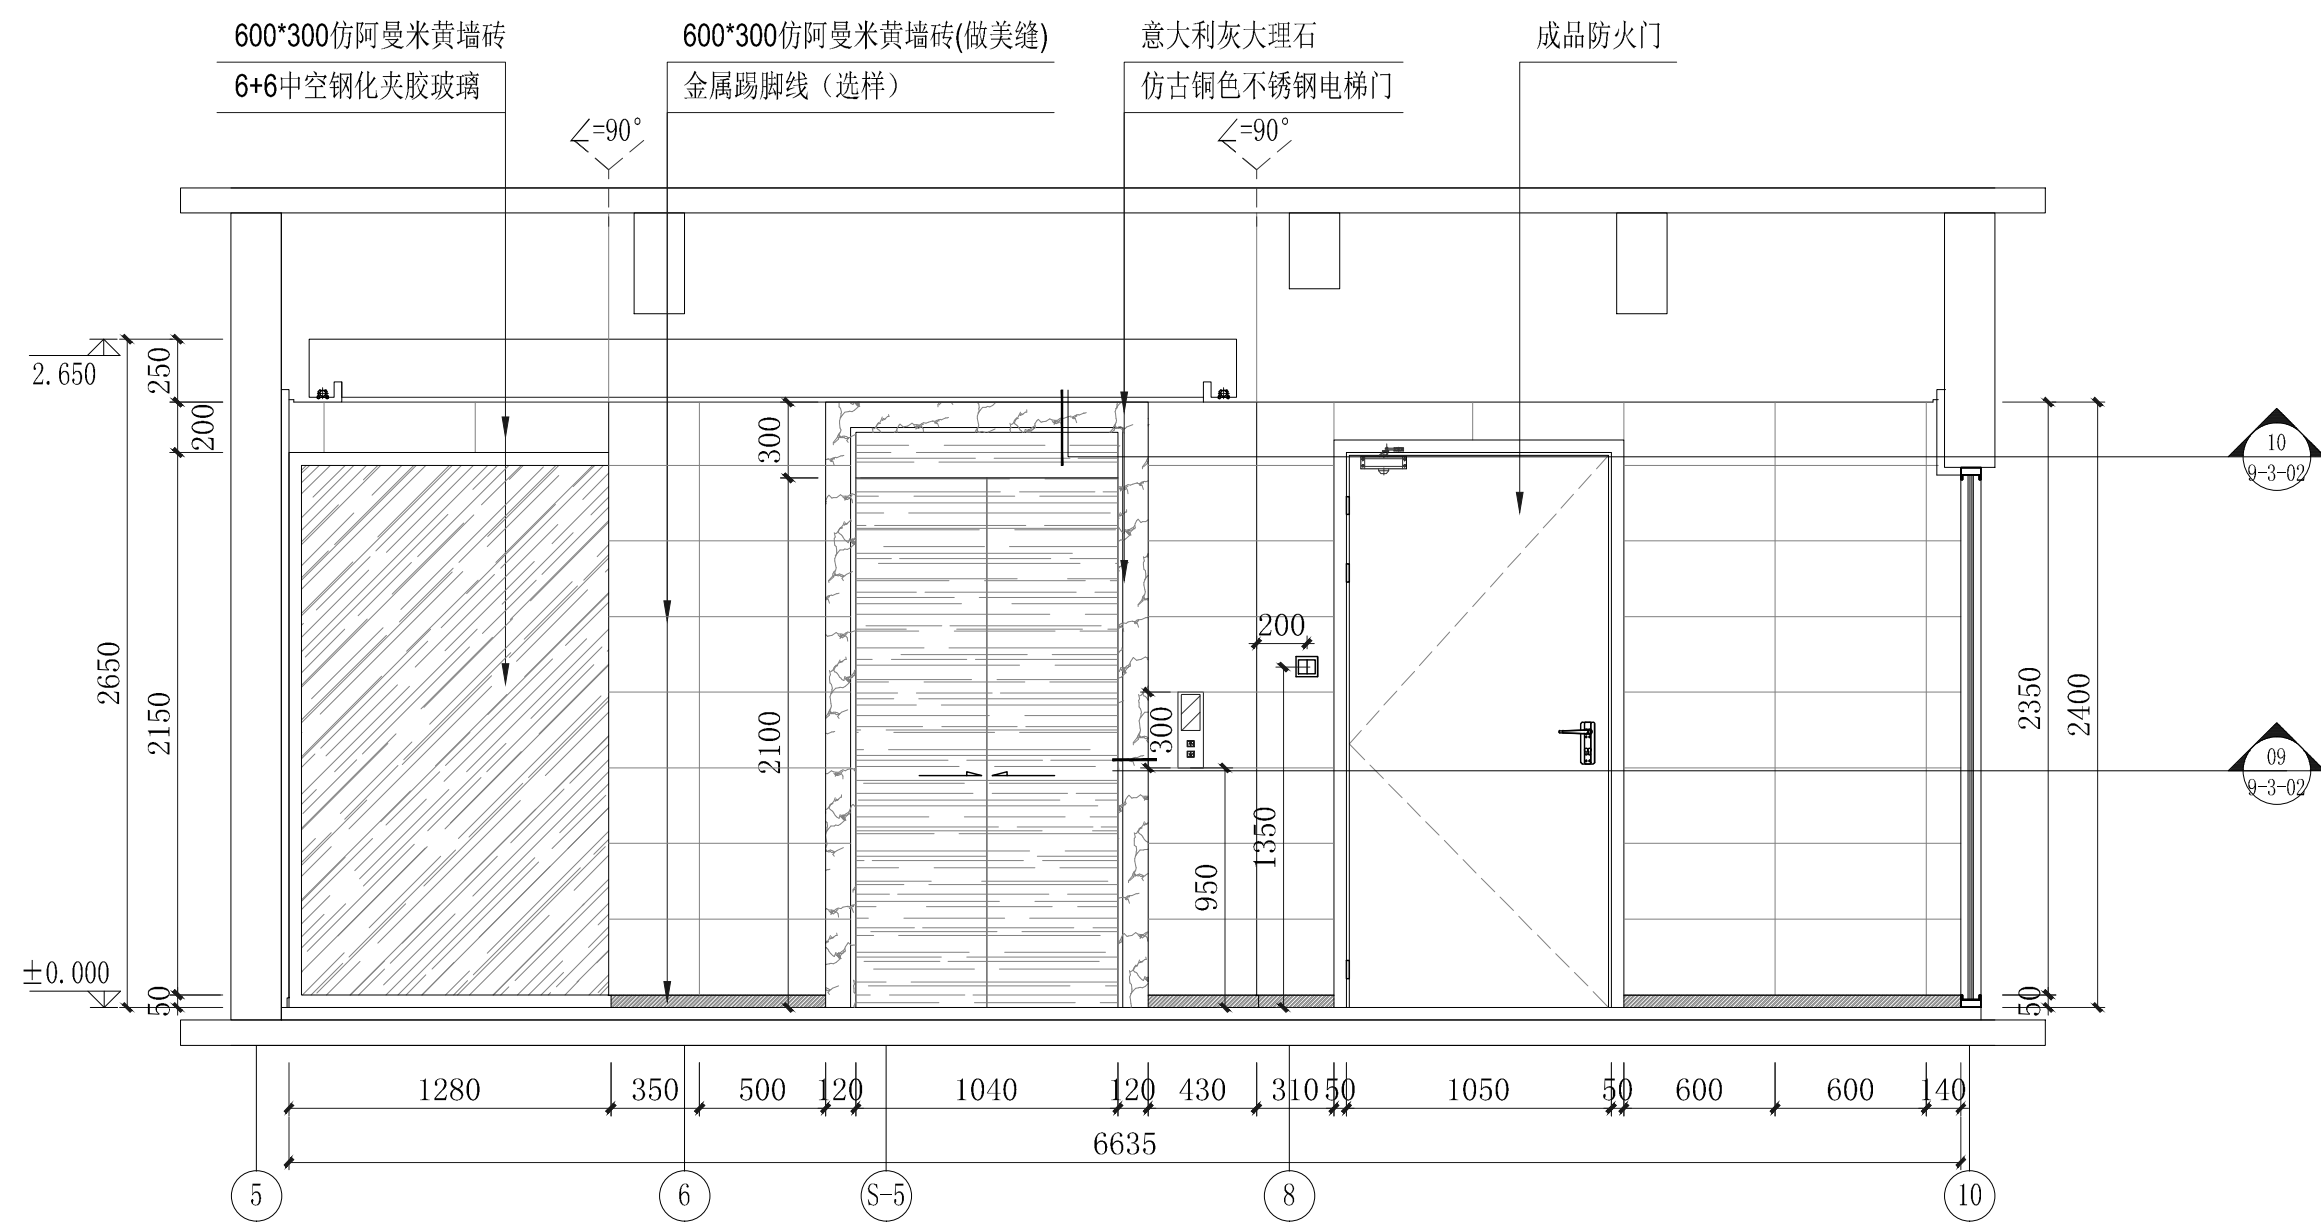 600*300仿阿曼米黄墙砖
6+6中空钢化夹胶玻璃
600*300仿阿曼米黄墙砖(做美缝)
金属踢脚线（选样）
意大利灰大理石
仿古铜色不锈钢电梯门
成品防火门
∠=90°
∠=90°
2.650
250
200
2650
2150
±0.000
50
300
2100
200
300
1350
950
2350
2400
50
10
9-3-02
09
9-3-02
1280 350 500 120 1040 120 430 310 50 1050 50 600 600 140
6635
5 6 S-5 8 10